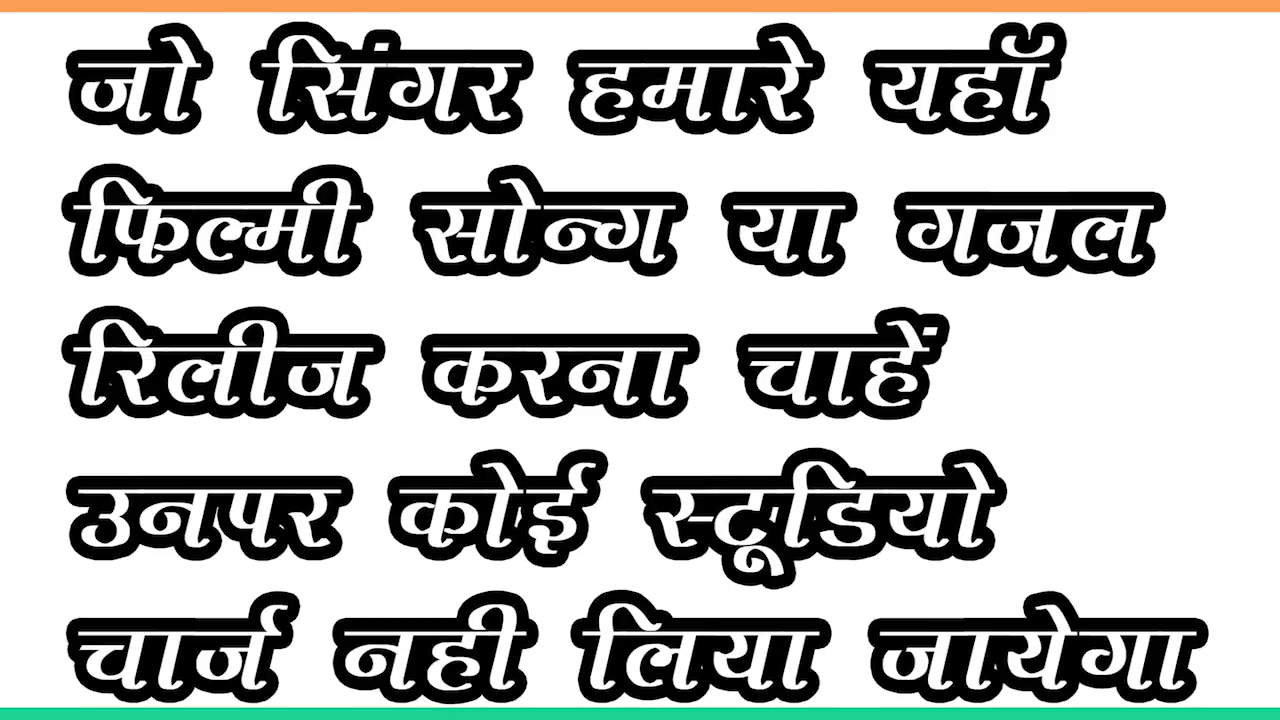 जो सिंगर हमारे यहाँ
फिल्मी सोन्ग या गजल
रिलीज करना चाहें
उनपर कोई स्टूडियो
चार्ज नही लिया जायेगा